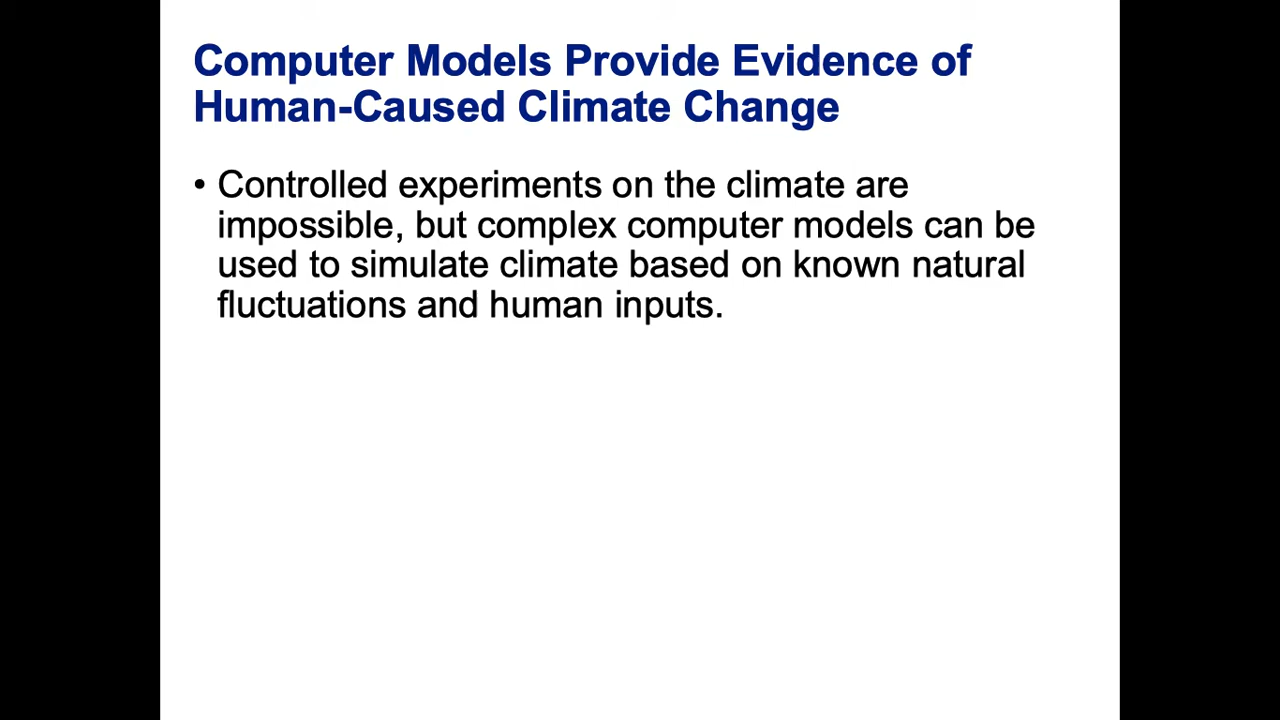 Computer Models Provide Evidence of
Human-Caused Climate Change
• Controlled experiments on the climate are
impossible, but complex computer models can be
used to simulate climate based on known natural
fluctuations and human inputs.